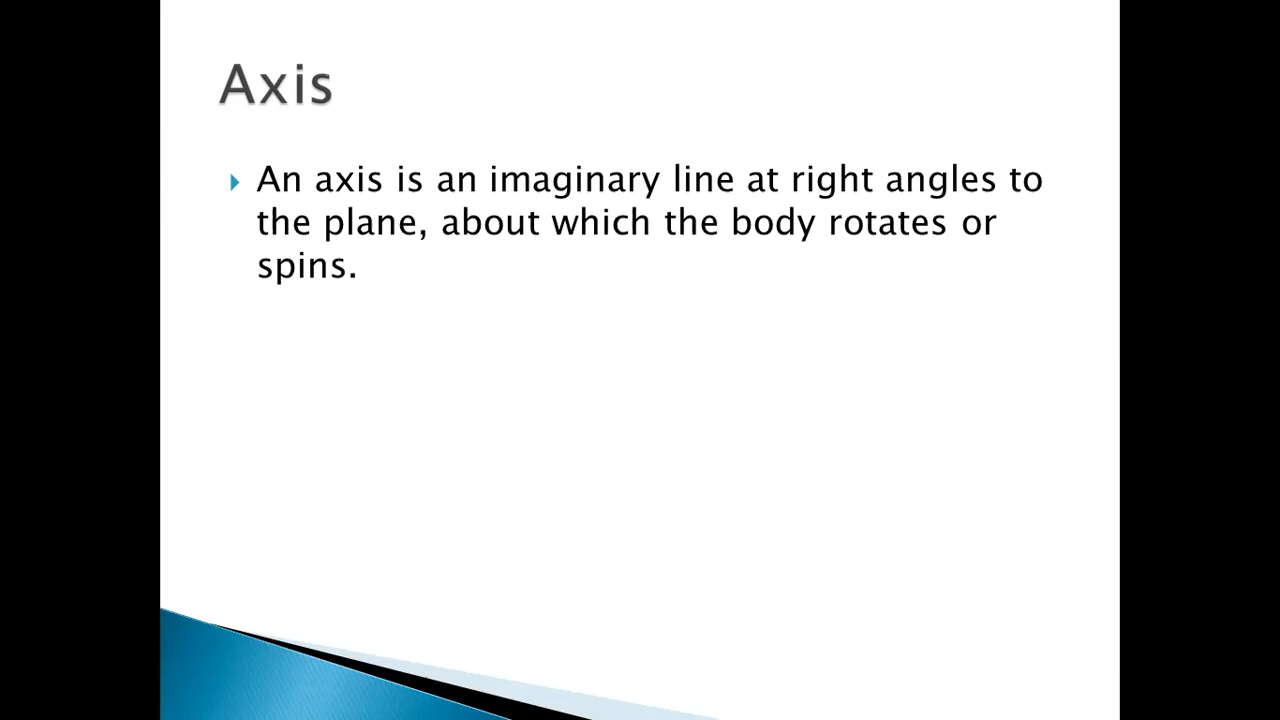 Axis
An axis is an imaginary line at right angles to
the plane, about which the body rotates or
spins.